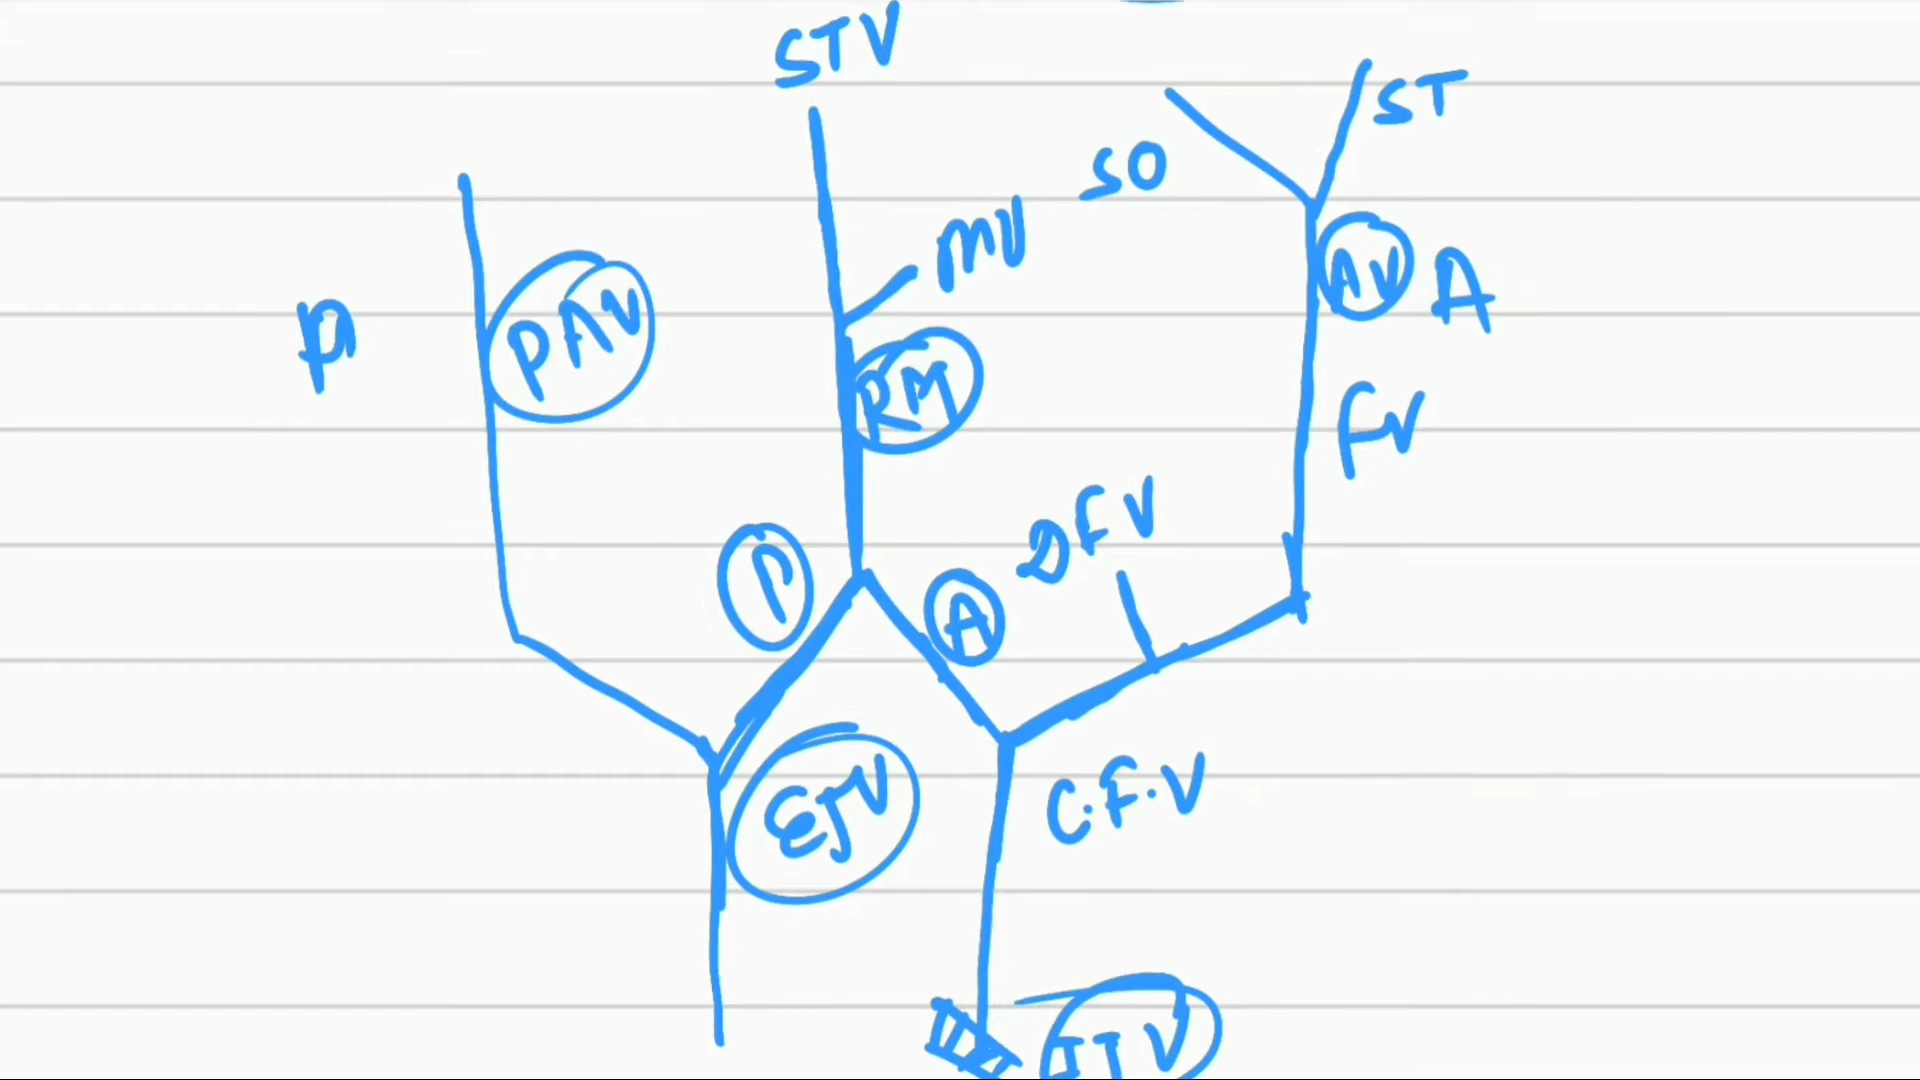 STV
ST
SO
MV
AV A
P PAV
RM
FV
DFV
P
A
EJV
C.F.V
IJV